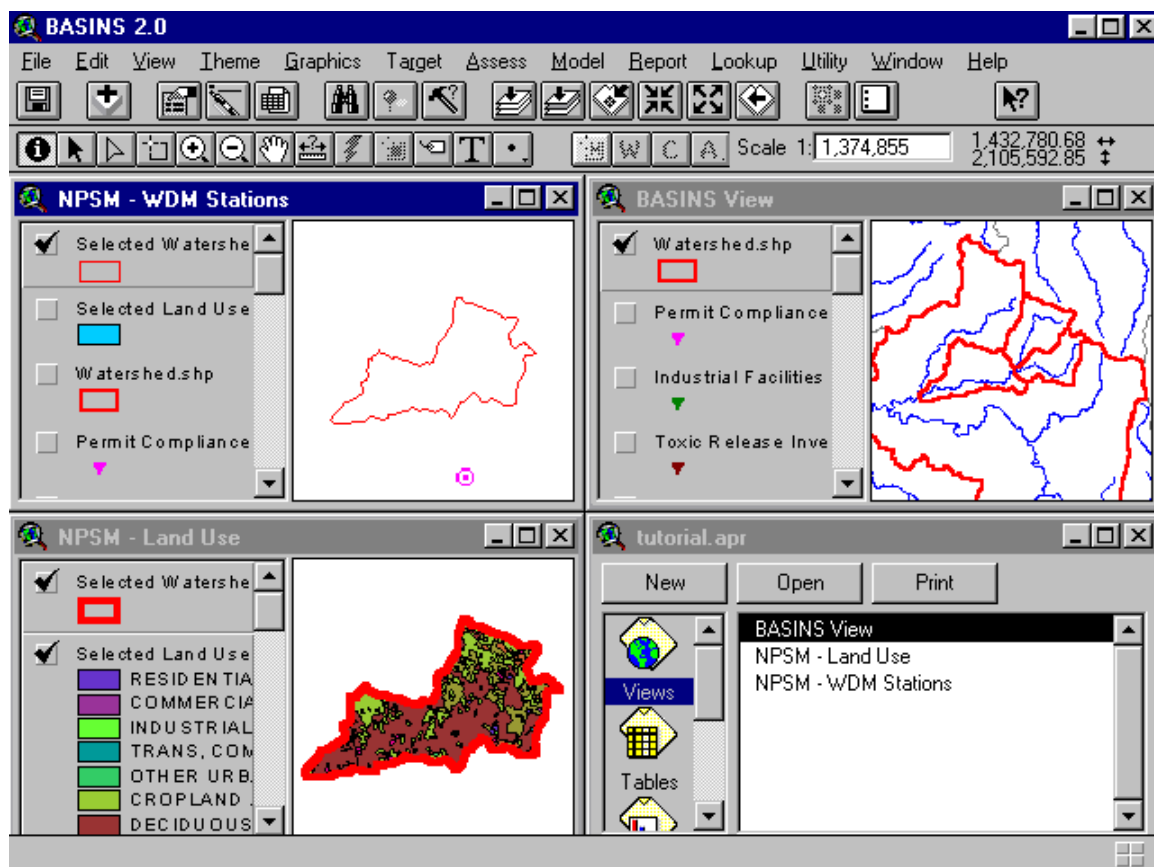 BASINS 2.0
File Edit View Theme Graphics Target Assess Model Report Lookup Utility Window Help
T W C A Scale 1: 1,374,855 1,432,780.68
2,105,592.85
NPSM - WDM Stations
Selected Watershe
Selected Land Use
Watershed.shp
Permit Compliance
BASINS View
Watershed.shp
Permit Compliance
Industrial Facilities
Toxic Release Inve
NPSM - Land Use
Selected Watershe
Selected Land Use
RESIDENTIA
COMMERCIA
INDUSTRIAL
TRANS, COM
OTHER URB.
CROPLAND .
DECIDUOUS
tutorial.apr
New Open Print
Views
Tables
BASINS View
NPSM - Land Use
NPSM - WDM Stations